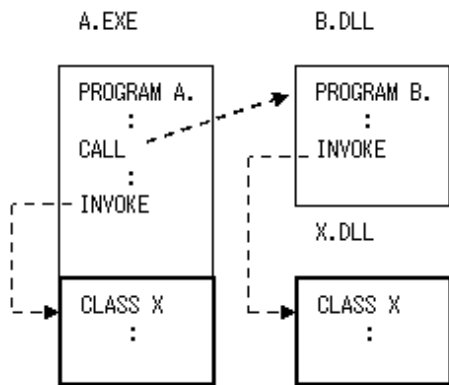 A.EXE
PROGRAM A.
:
CALL
:
INVOKE
CLASS X
:
B.DLL
PROGRAM B.
:
INVOKE
X.DLL
CLASS X
: